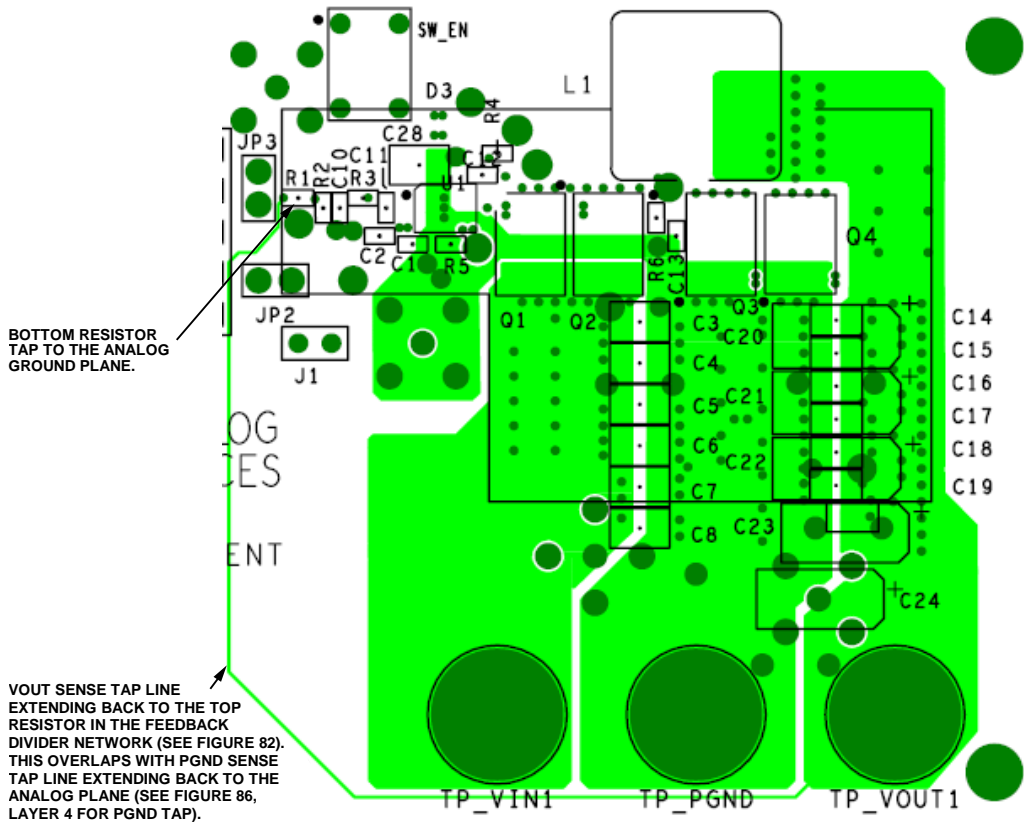 SW_EN
L1
D3
R4
C28
JP3
C11
C12
R1
R2
C10
R3
U1
Q4
C2
C1
R5
R6
C13
JP2
Q1
Q2
C3
Q3
C20
C14
BOTTOM RESISTOR
TAP TO THE ANALOG
GROUND PLANE.
J1
C4
C15
C16
C5
C21
C17
OG
CES
C6
C22
C18
C7
C19
C8
C23
ENT
C24
VOUT SENSE TAP LINE
EXTENDING BACK TO THE TOP
RESISTOR IN THE FEEDBACK
DIVIDER NETWORK (SEE FIGURE 82).
THIS OVERLAPS WITH PGND SENSE
TAP LINE EXTENDING BACK TO THE
ANALOG PLANE (SEE FIGURE 86,
LAYER 4 FOR PGND TAP).
TP_VIN1
TP_PGND
TP_VOUT1